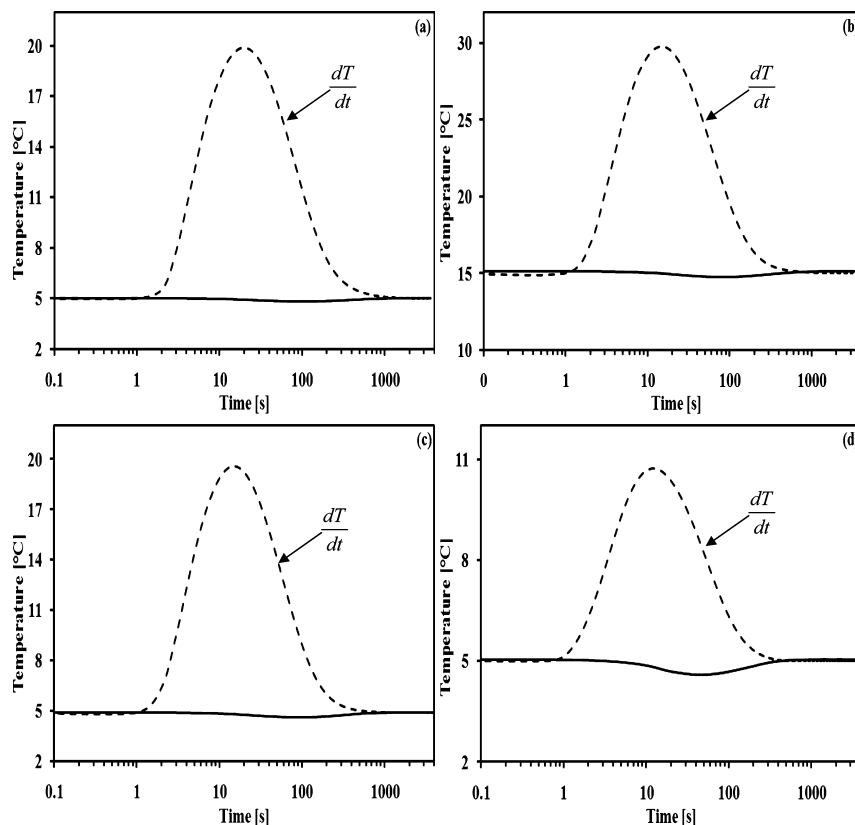 (a)
20
17
14
11
8
5
2
Temperature [°C]
dT
dt
0.1 1 10 100 1000
Time [s]
(b)
30
25
20
15
10
Temperature [°C]
dT
dt
0 1 10 100 1000
Time [s]
(c)
20
17
14
11
8
5
2
Temperature [°C]
dT
dt
0.1 1 10 100 1000
Time [s]
(d)
11
8
5
2
Temperature [°C]
dT
dt
0.1 1 10 100 1000
Time [s]